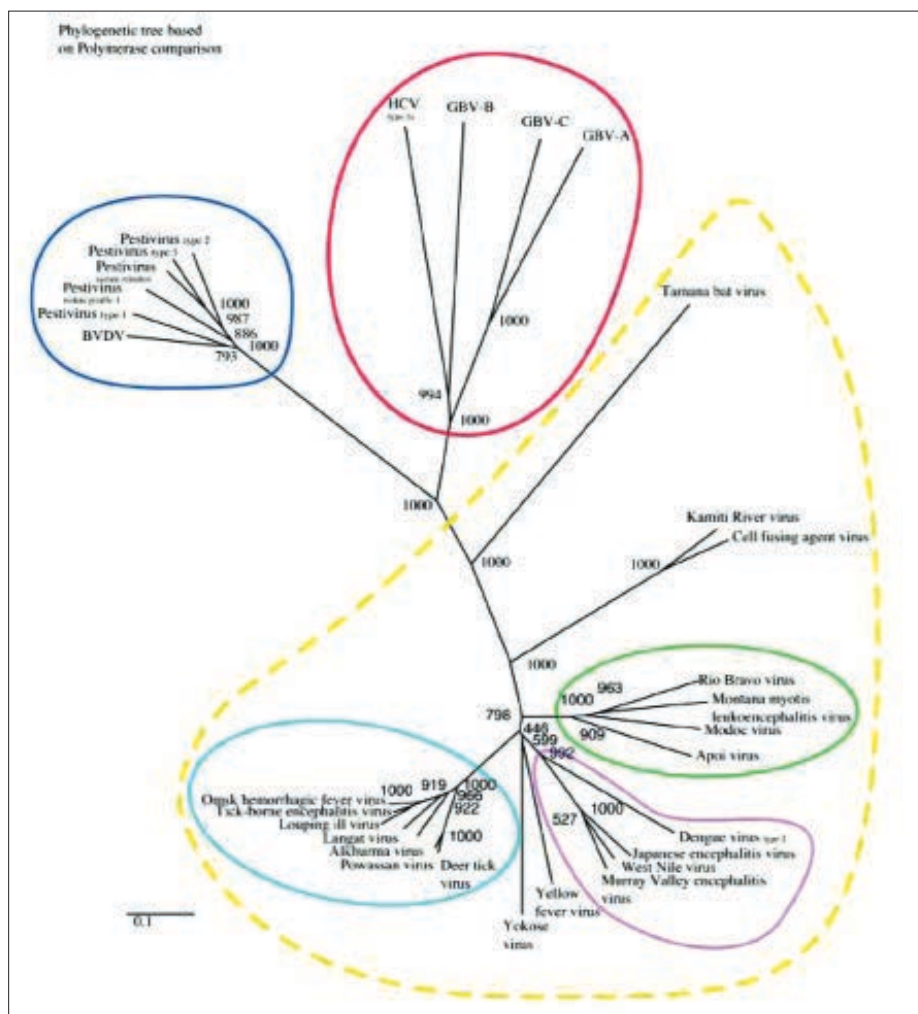 Phylogenetic tree based
on Polymerase comparison
HCV
GBV-B
GBV-C
GBV-A
Pestivirus type 2
Pestivirus type 3
Pestivirus
Pestivirus
Pestivirus type 1
BVDV
1000
987
886
1000
793
994
1000
1000
Tamana bat virus
1000
1000
Kamiti River virus
Cell fusing agent virus
1000
1000
Rio Bravo virus
1000
963
Montana myotis
leukoencephalitis virus
Modoc virus
909
Apoi virus
798
446
599
992
1000
919
1000
966
922
Omsk hemorrhagic fever virus
Tick-borne encephalitis virus
Louping ill virus
Langat virus
Alkhurma virus
Powassan virus
1000
Deer tick
virus
527
1000
Dengue virus
Japanese encephalitis virus
West Nile virus
Murray Valley encephalitis
virus
Yellow
fever virus
Yokose
virus
0.1